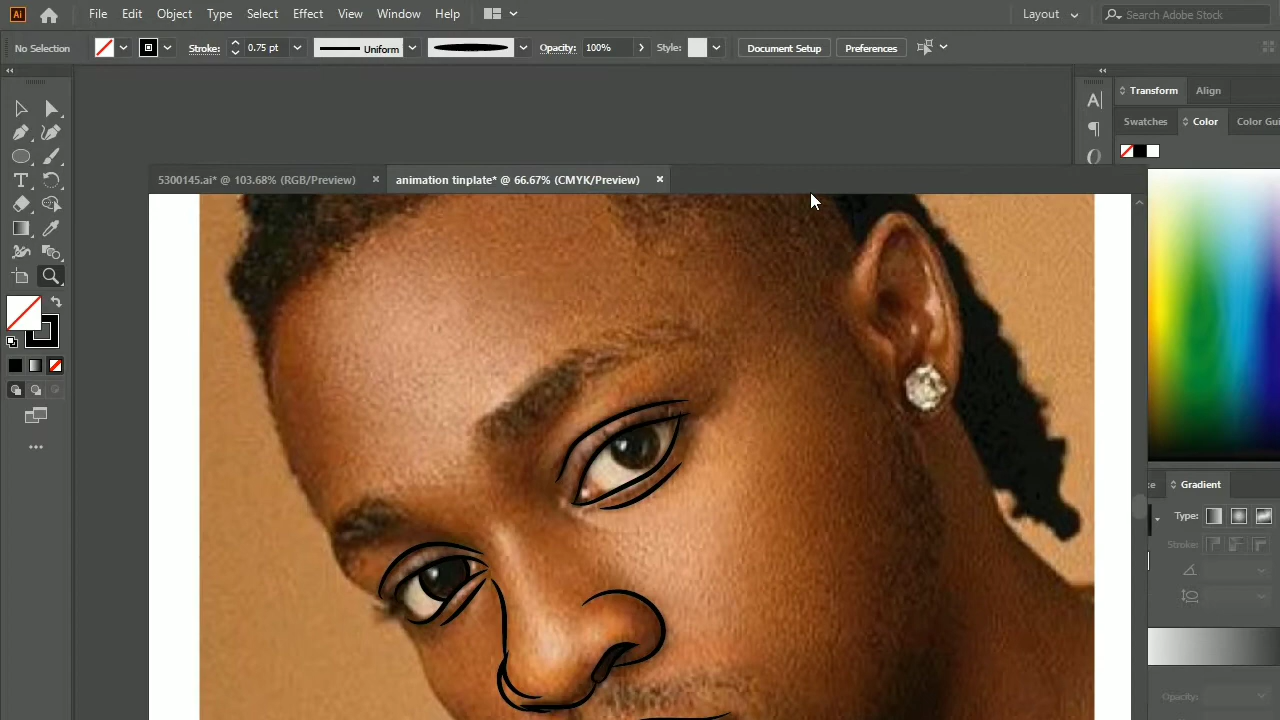 Ai File Edit Object Type Select Effect View Window Help Layout Search Adobe Stock
No Selection Stroke: 0.75 pt Uniform Opacity: 100% Style: Document Setup Preferences
Transform Align
Swatches Color Color Gui
5300145.ai* @ 103.68% (RGB/Preview) × animation tinplate* @ 66.67% (CMYK/Preview) ×
Gradient
Type:
Stroke:
Opacity: